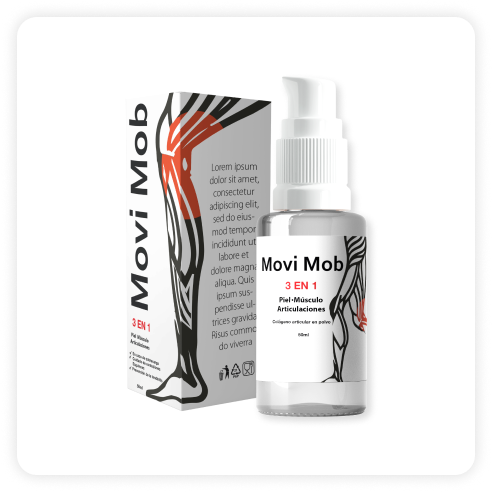 Movi Mob
3 EN 1
Piel Músculo
Articulaciones
50ml
Lorem ipsum
dolor sit amet,
consectetur
adipiscing elit,
sed do eius-
mod tempor
incididunt ut
labore et
dolore magna
aliqua. Quis
ipsum sus-
pendisse ul-
trices gravida
Risus commo
do viverra
Movi Mob
3 EN 1
Piel•Músculo
Articulaciones
Colágeno articular en polvo
50ml